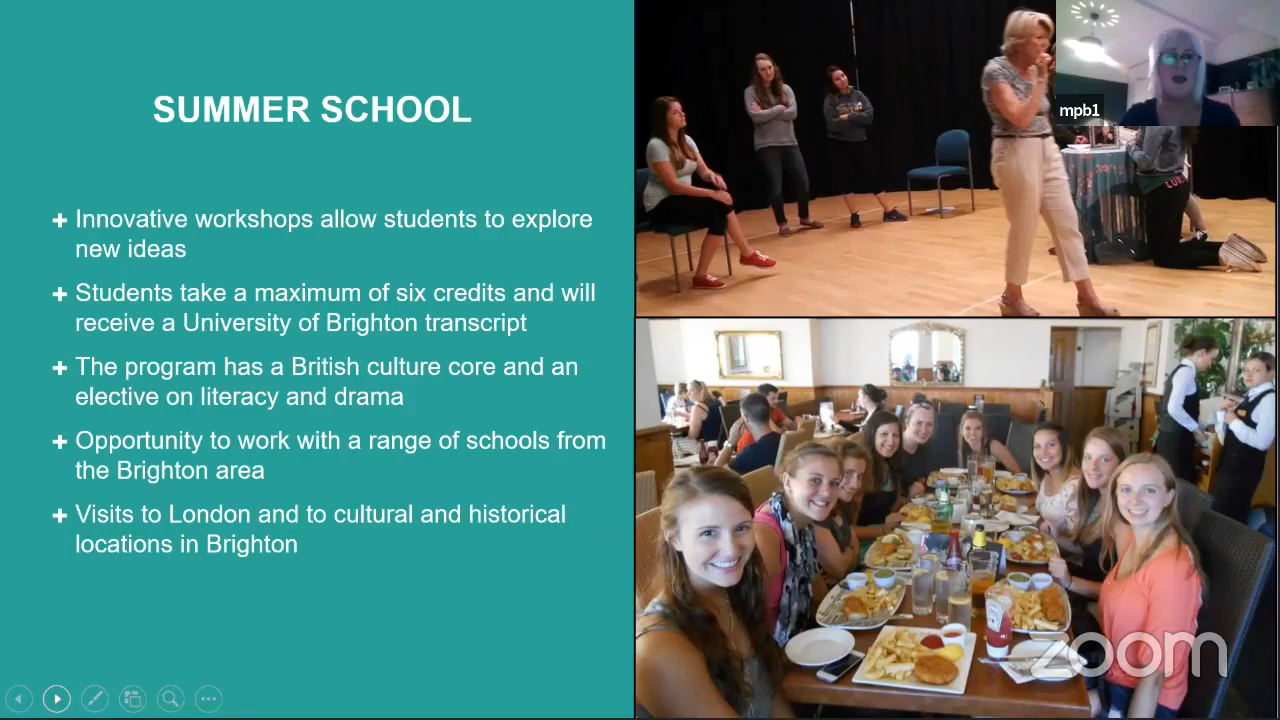 SUMMER SCHOOL
+ Innovative workshops allow students to explore
new ideas
+ Students take a maximum of six credits and will
receive a University of Brighton transcript
+ The program has a British culture core and an
elective on literacy and drama
+ Opportunity to work with a range of schools from
the Brighton area
+ Visits to London and to cultural and historical
locations in Brighton
mpb1
zoom